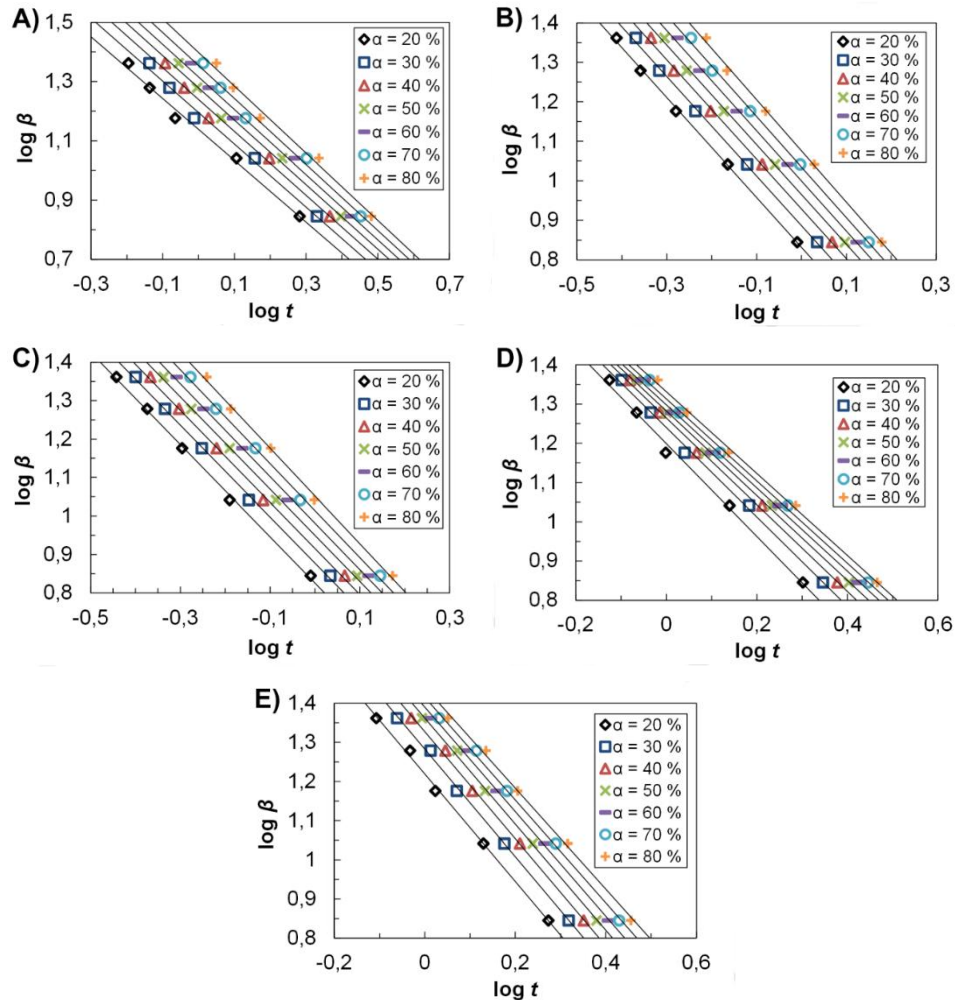 A)
log β
1,5
1,3
1,1
0,9
0,7
-0,3
-0,1
0,1
0,3
0,5
0,7
log t
α = 20 %
α = 30 %
α = 40 %
α = 50 %
α = 60 %
α = 70 %
α = 80 %
B)
log β
1,4
1,3
1,2
1,1
1
0,9
0,8
-0,5
-0,3
-0,1
0,1
0,3
log t
α = 20 %
α = 30 %
α = 40 %
α = 50 %
α = 60 %
α = 70 %
α = 80 %
C)
log β
1,4
1,3
1,2
1,1
1
0,9
0,8
-0,5
-0,3
-0,1
0,1
0,3
log t
α = 20 %
α = 30 %
α = 40 %
α = 50 %
α = 60 %
α = 70 %
α = 80 %
D)
log β
1,4
1,3
1,2
1,1
1
0,9
0,8
-0,2
0
0,2
0,4
0,6
log t
α = 20 %
α = 30 %
α = 40 %
α = 50 %
α = 60 %
α = 70 %
α = 80 %
E)
log β
1,4
1,3
1,2
1,1
1
0,9
0,8
-0,2
0
0,2
0,4
0,6
log t
α = 20 %
α = 30 %
α = 40 %
α = 50 %
α = 60 %
α = 70 %
α = 80 %